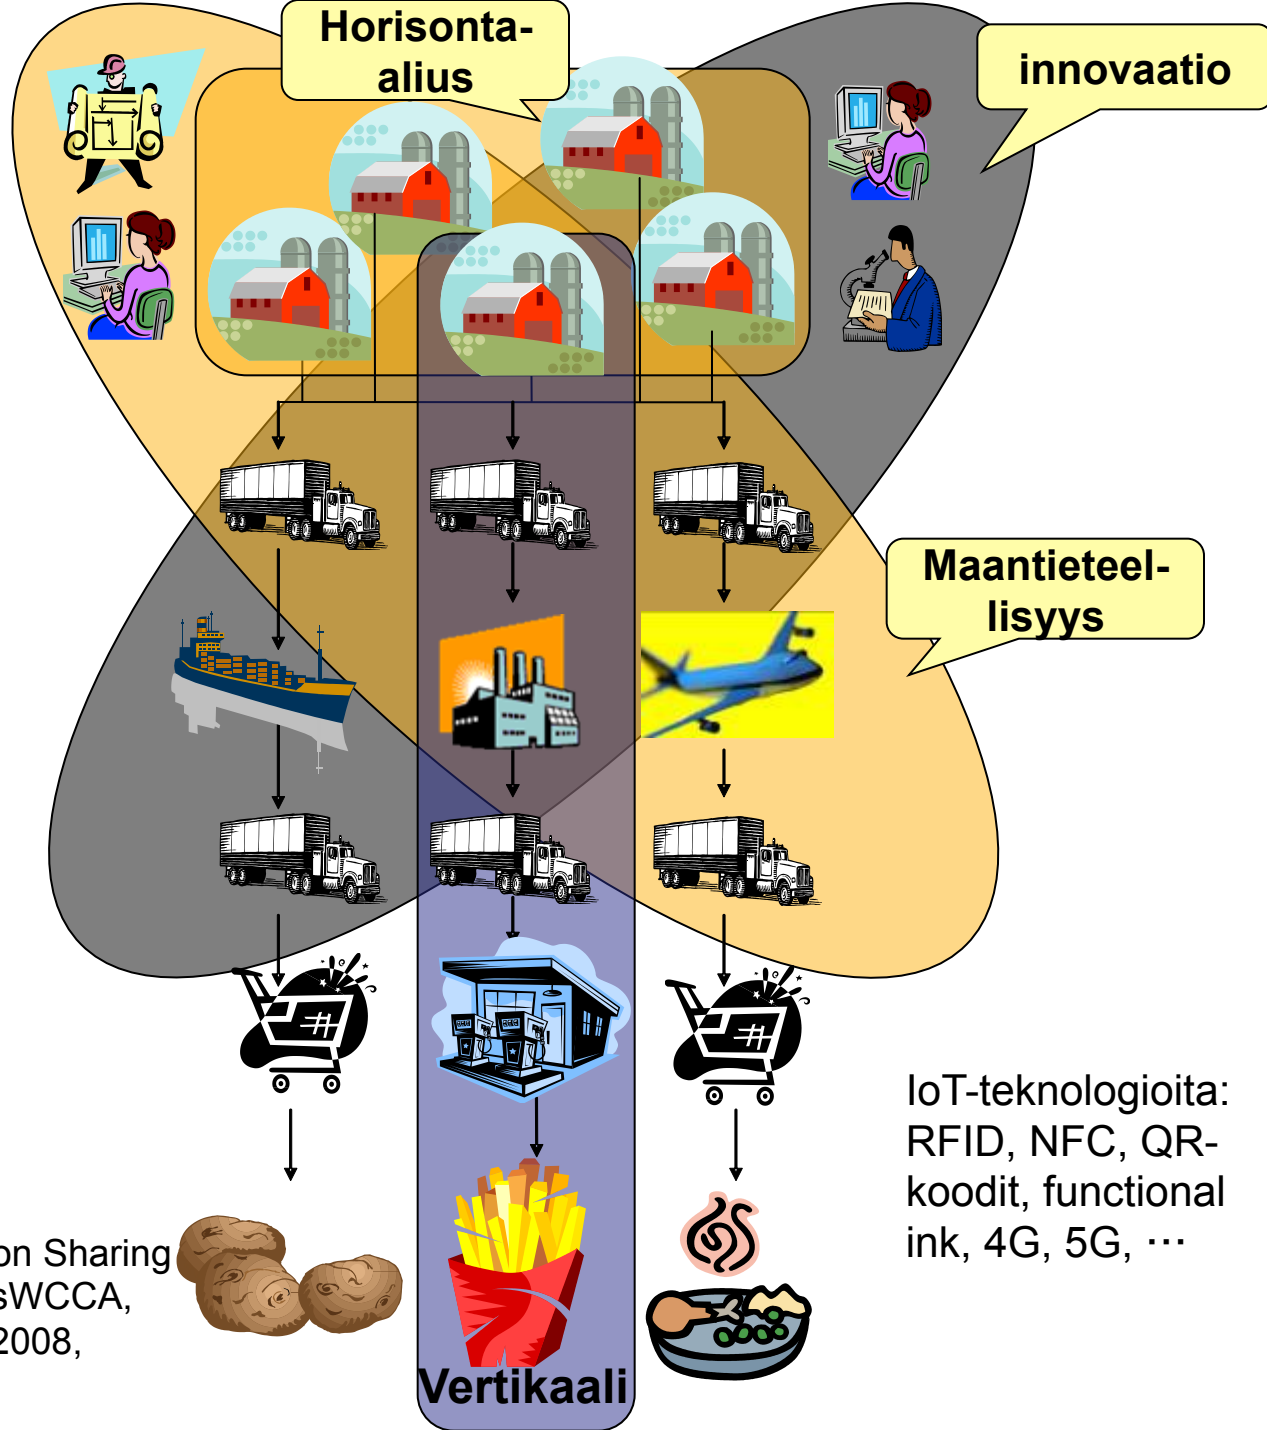 Horisonta-
alius
innovaatio
Maantieteel-
lisyys
IoT-teknologioita:
RFID, NFC, QR-
koodit, functional
ink, 4G, 5G, …
on Sharing
sWCCA,
2008,
Vertikaali